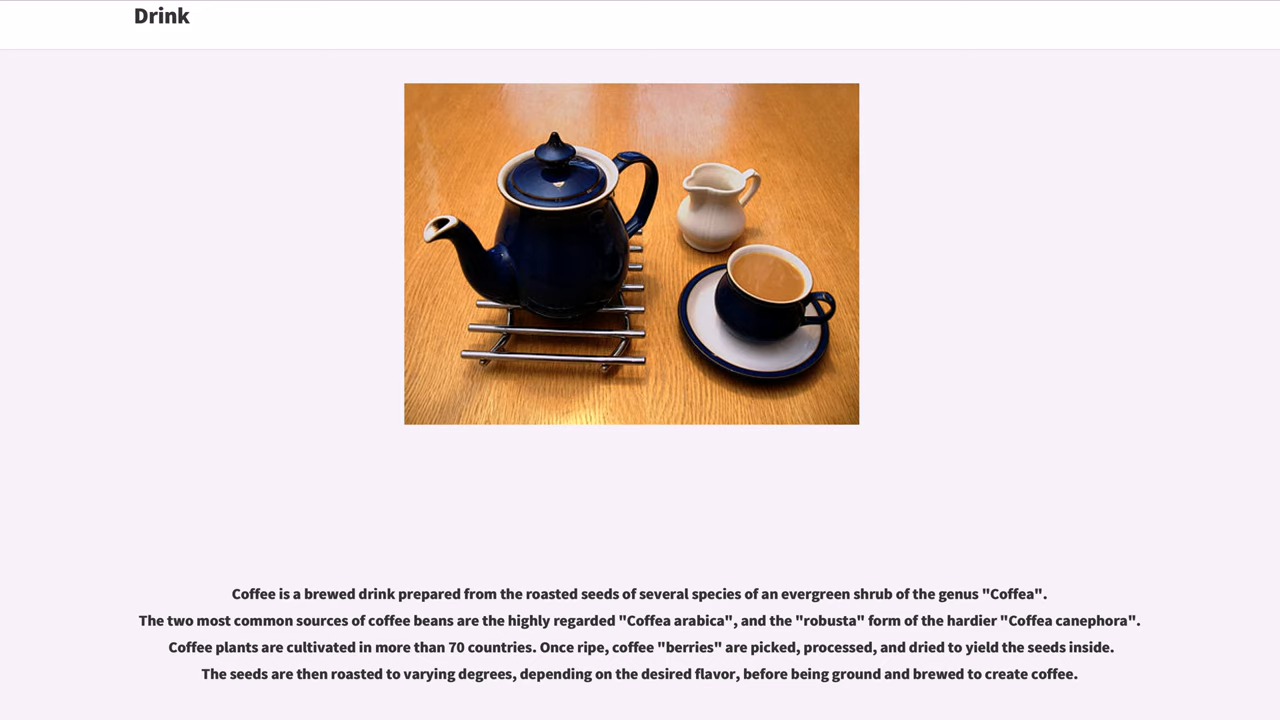 Drink
Coffee is a brewed drink prepared from the roasted seeds of several species of an evergreen shrub of the genus "Coffea".
The two most common sources of coffee beans are the highly regarded "Coffea arabica", and the "robusta" form of the hardier "Coffea canephora".
Coffee plants are cultivated in more than 70 countries. Once ripe, coffee "berries" are picked, processed, and dried to yield the seeds inside.
The seeds are then roasted to varying degrees, depending on the desired flavor, before being ground and brewed to create coffee.